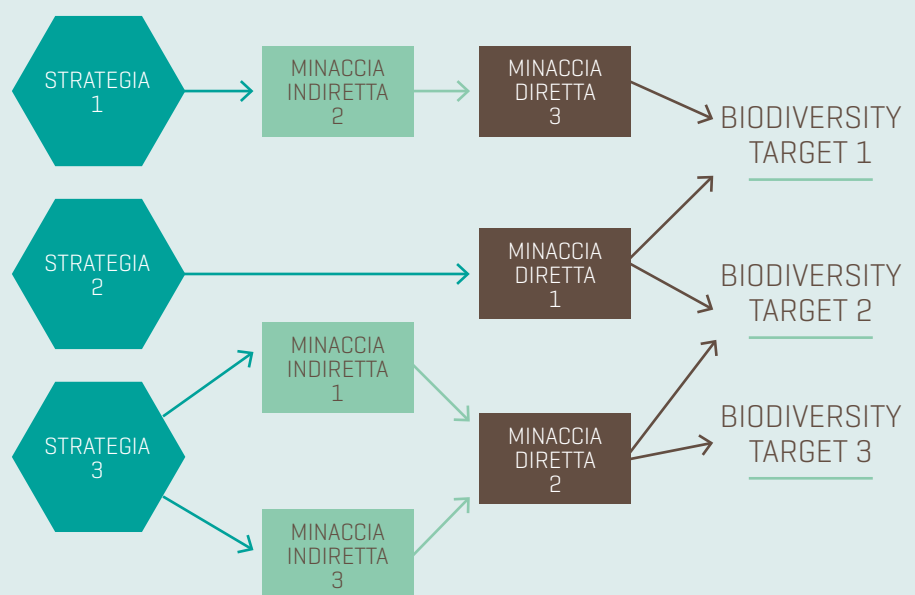 STRATEGIA
1
MINACCIA
INDIRETTA
2
MINACCIA
DIRETTA
3
BIODIVERSITY
TARGET 1
STRATEGIA
2
MINACCIA
DIRETTA
1
BIODIVERSITY
TARGET 2
MINACCIA
INDIRETTA
1
STRATEGIA
3
MINACCIA
DIRETTA
2
BIODIVERSITY
TARGET 3
MINACCIA
INDIRETTA
3